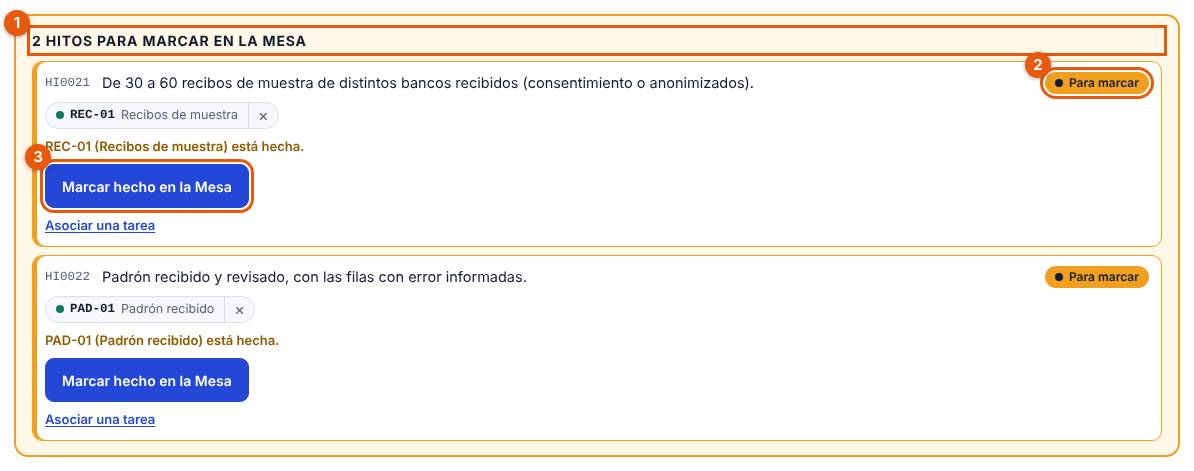 1
2 HITOS PARA MARCAR EN LA MESA
2
HI0021 De 30 a 60 recibos de muestra de distintos bancos recibidos (consentimiento o anonimizados). Para marcar
REC-01 Recibos de muestra ×
REC-01 (Recibos de muestra) está hecha.
3
Marcar hecho en la Mesa
Asociar una tarea
HI0022 Padrón recibido y revisado, con las filas con error informadas. Para marcar
PAD-01 Padrón recibido ×
PAD-01 (Padrón recibido) está hecha.
Marcar hecho en la Mesa
Asociar una tarea